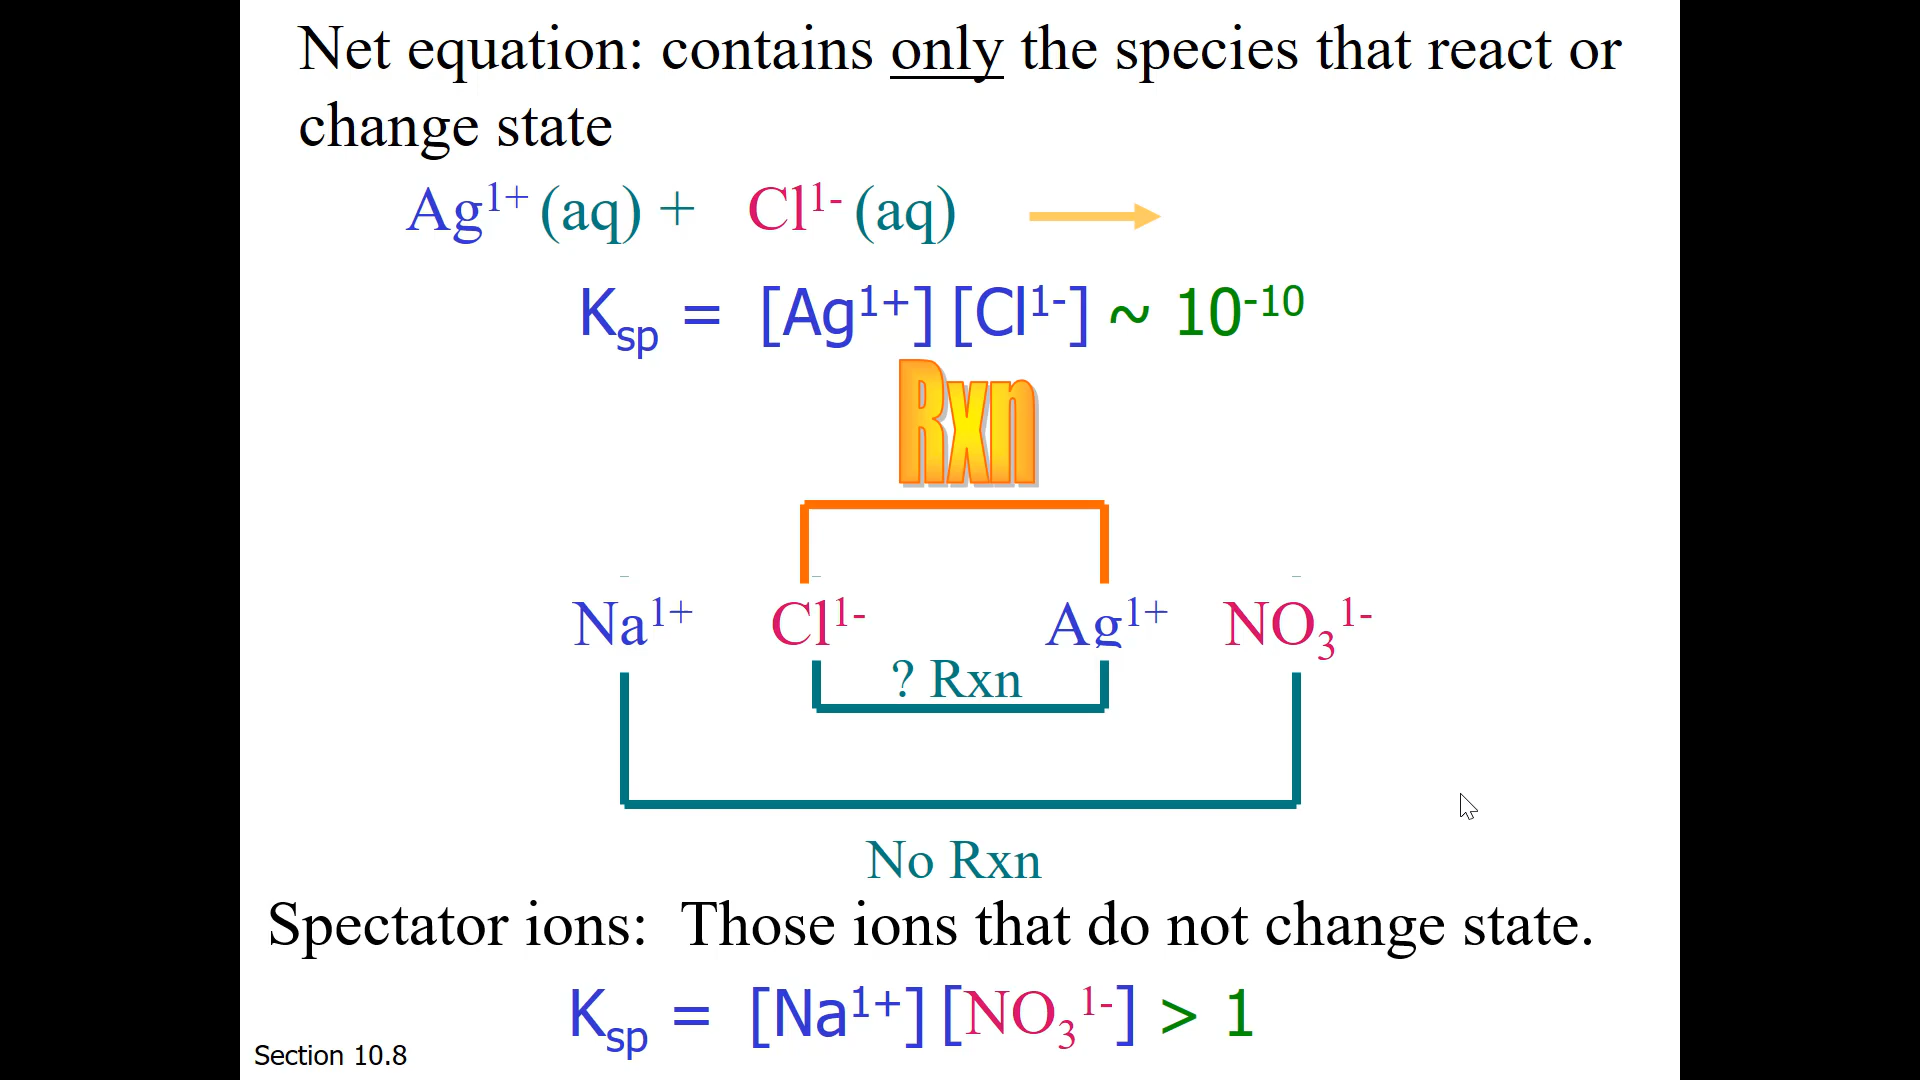 Net equation: contains only the species that react or
change state
Ag¹⁺ (aq) + Cl¹⁻ (aq)
Kₛₚ = [Ag¹⁺] [Cl¹⁻] ~ 10⁻¹⁰
Rxn
Na¹⁺ Cl¹⁻ Ag¹⁺ NO₃¹⁻
? Rxn
No Rxn
Spectator ions: Those ions that do not change state.
Kₛₚ = [Na¹⁺] [NO₃¹⁻] > 1
Section 10.8